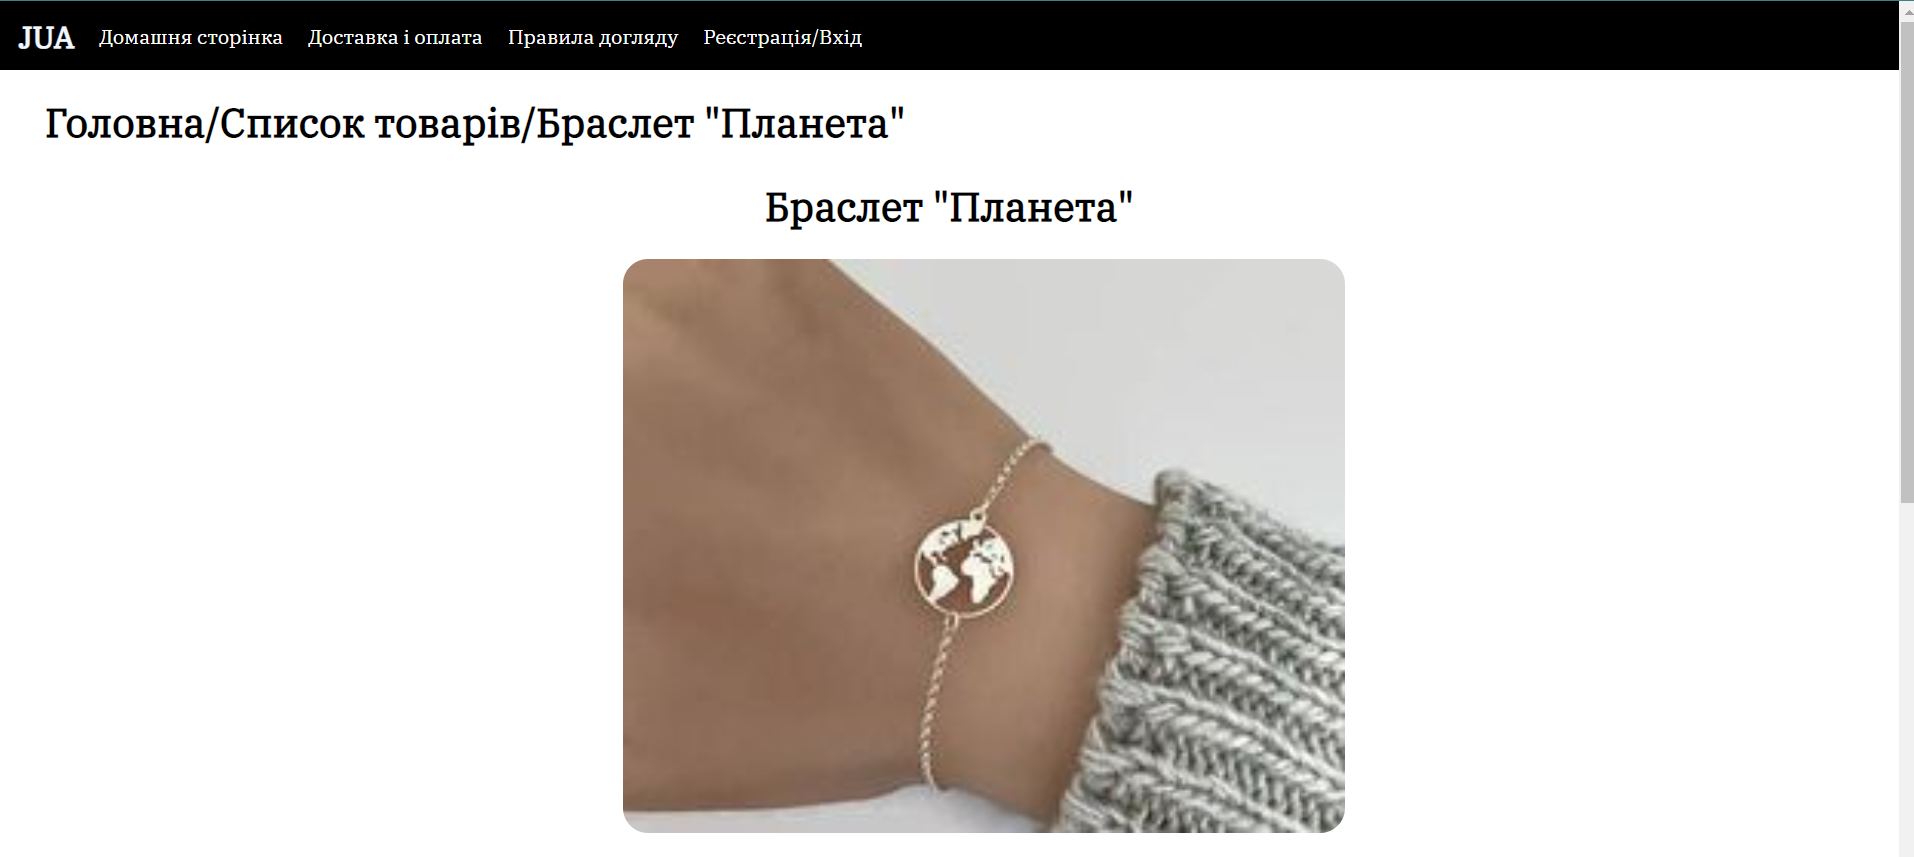 JUA Домашня сторінка Доставка і оплата Правила догляду Реєстрація/Вхід
Головна/Список товарів/Браслет "Планета"
Браслет "Планета"